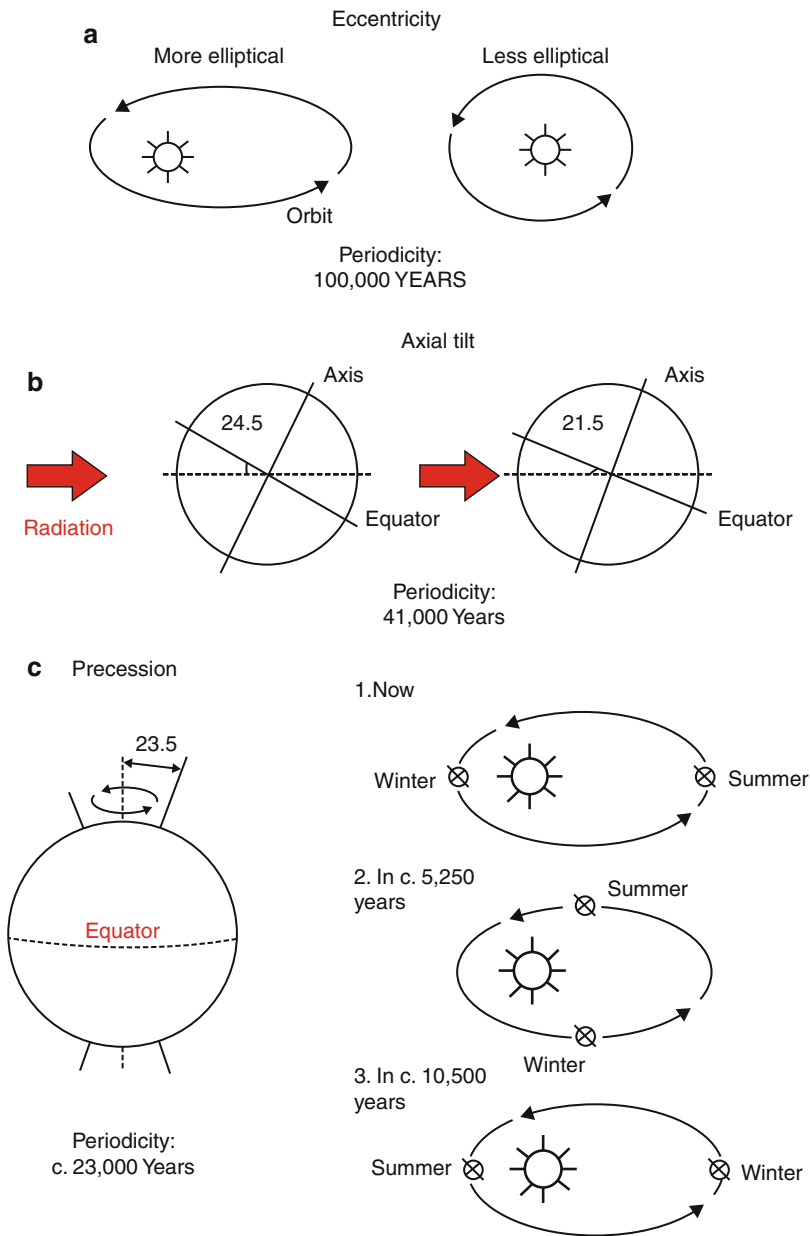 Eccentricity
a
More elliptical
Less elliptical
Orbit
Periodicity:
100,000 YEARS
Axial tilt
b
Axis
Axis
24.5
21.5
Radiation
Equator
Equator
Periodicity:
41,000 Years
c Precession
1.Now
23.5
Winter
Summer
2. In c. 5,250
years
Summer
Equator
Winter
3. In c. 10,500
years
Periodicity:
c. 23,000 Years
Summer
Winter